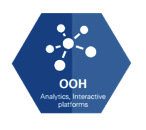 OOH
Analytics, Interactive
platforms